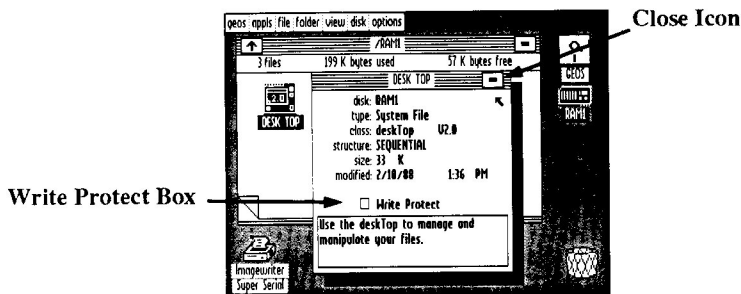 Close Icon
geos appls file folder view disk options
/RAM1
3 files 199 K bytes used 57 K bytes free
GEOS
RAM1
DESK TOP
2.0
DESK TOP
disk: RAM1
type: System File
class: deskTop V2.0
structure: SEQUENTIAL
size: 33 K
modified: 2/10/88 1:36 PM
Write Protect Box
Write Protect
Use the deskTop to manage and
manipulate your files.
Imagewriter
Super Serial